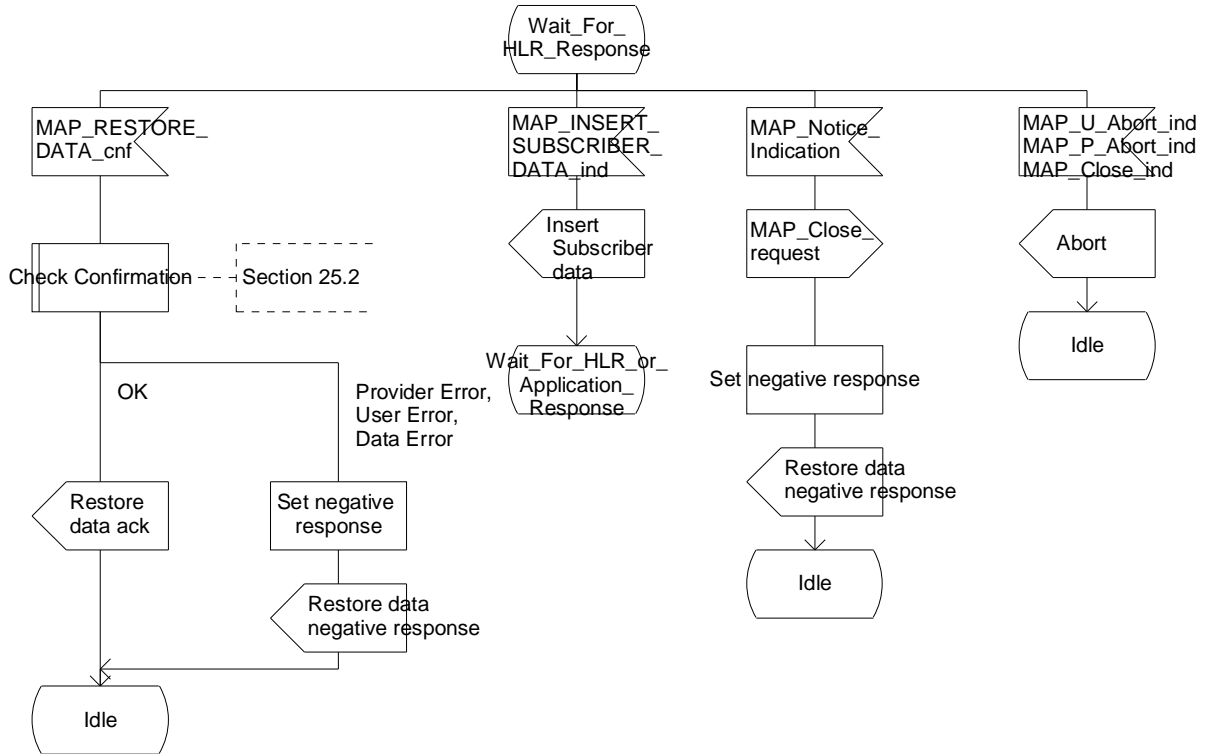 Wait_For_
HLR_Response
MAP_RESTORE_
DATA_cnf
MAP_INSERT_
SUBSCRIBER_
DATA_ind
MAP_Notice_
Indication
MAP_U_Abort_ind
MAP_P_Abort_ind
MAP_Close_ind
Check Confirmation
Section 25.2
Insert
Subscriber
data
MAP_Close_
request
Abort
Idle
Wait_For_HLR_or_
Application_
Response
Set negative response
OK
Provider Error,
User Error,
Data Error
Restore data
negative response
Restore
data ack
Set negative
response
Idle
Restore data
negative response
Idle